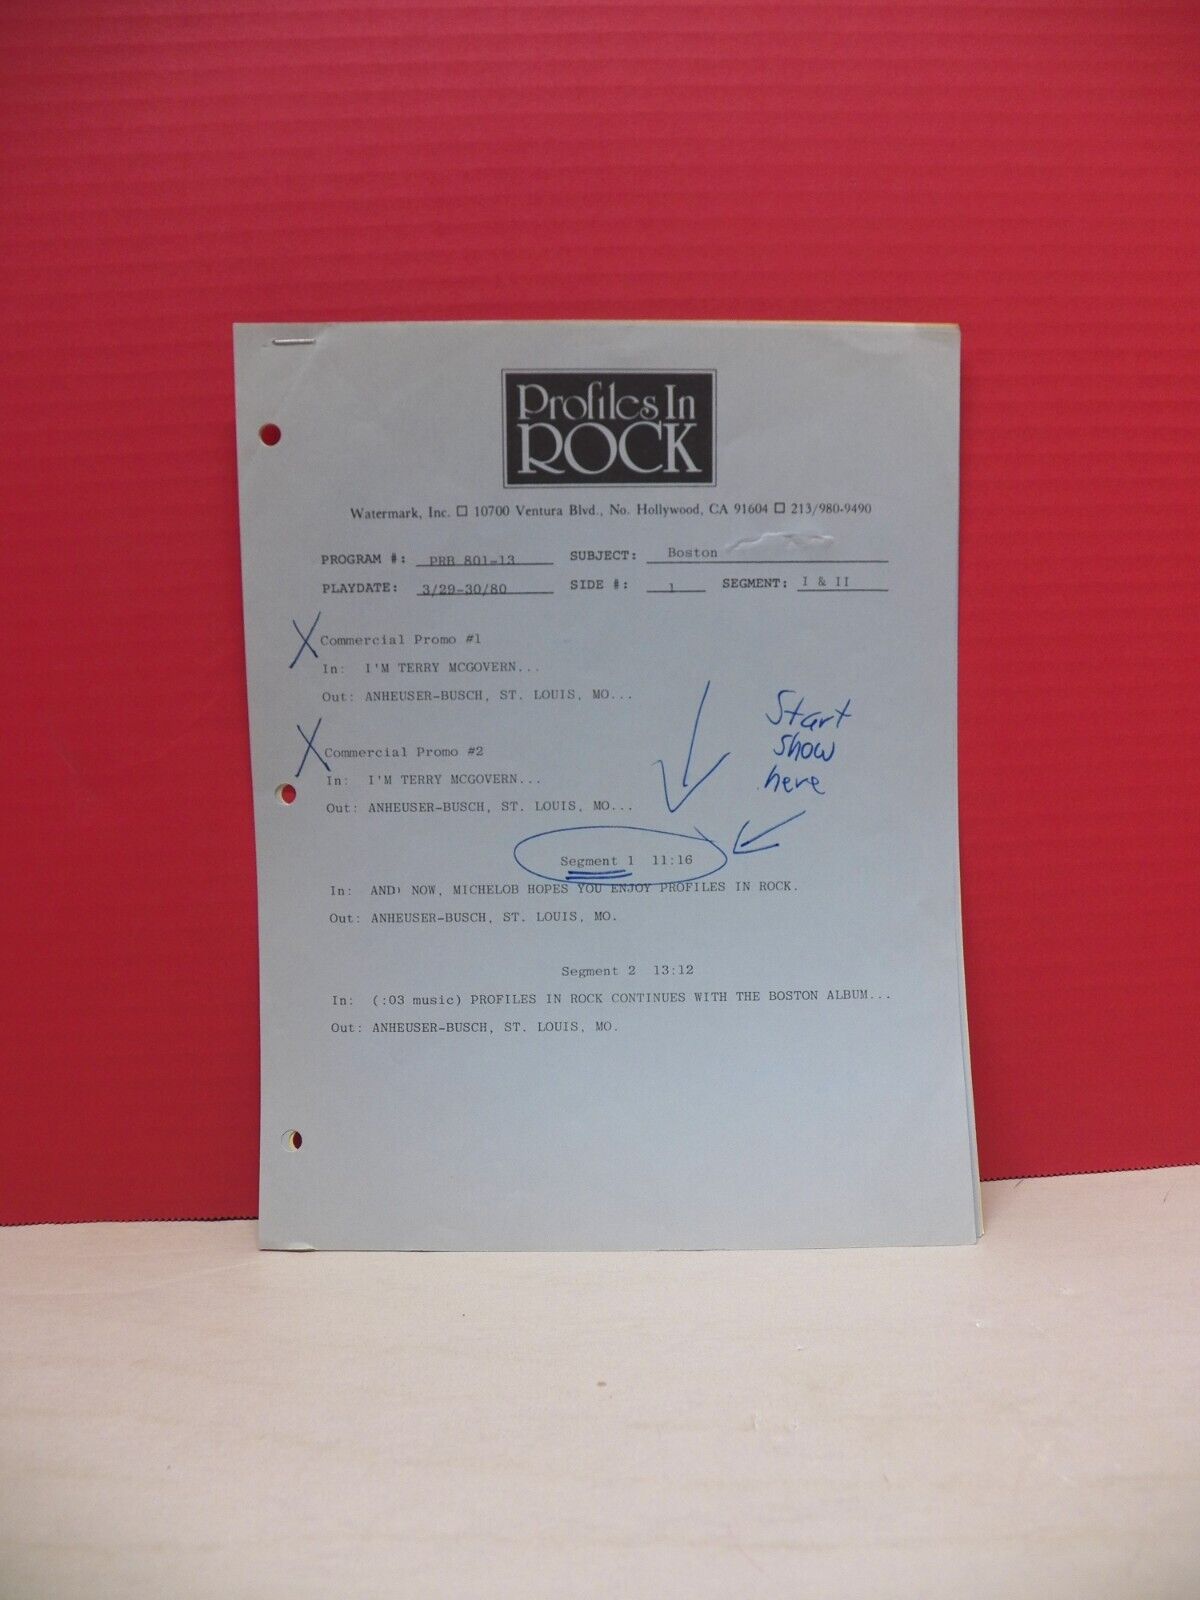 Profiles In
ROCK
Watermark, Inc. □ 10700 Ventura Blvd., No. Hollywood, CA 91604 □ 213/980-9490
PROGRAM #: PRB 801-13 SUBJECT: Boston
PLAYDATE: 3/29-30/80 SIDE #: 1 SEGMENT: I & II
X Commercial Promo #1
In: I'M TERRY MCGOVERN...
Out: ANHEUSER-BUSCH, ST. LOUIS, MO...
Start
show
here
X Commercial Promo #2
In: I'M TERRY MCGOVERN...
Out: ANHEUSER-BUSCH, ST. LOUIS, MO...
Segment 1 11:16
In: AND NOW, MICHELOB HOPES YOU ENJOY PROFILES IN ROCK.
Out: ANHEUSER-BUSCH, ST. LOUIS, MO.
Segment 2 13:12
In: (:03 music) PROFILES IN ROCK CONTINUES WITH THE BOSTON ALBUM...
Out: ANHEUSER-BUSCH, ST. LOUIS, MO.